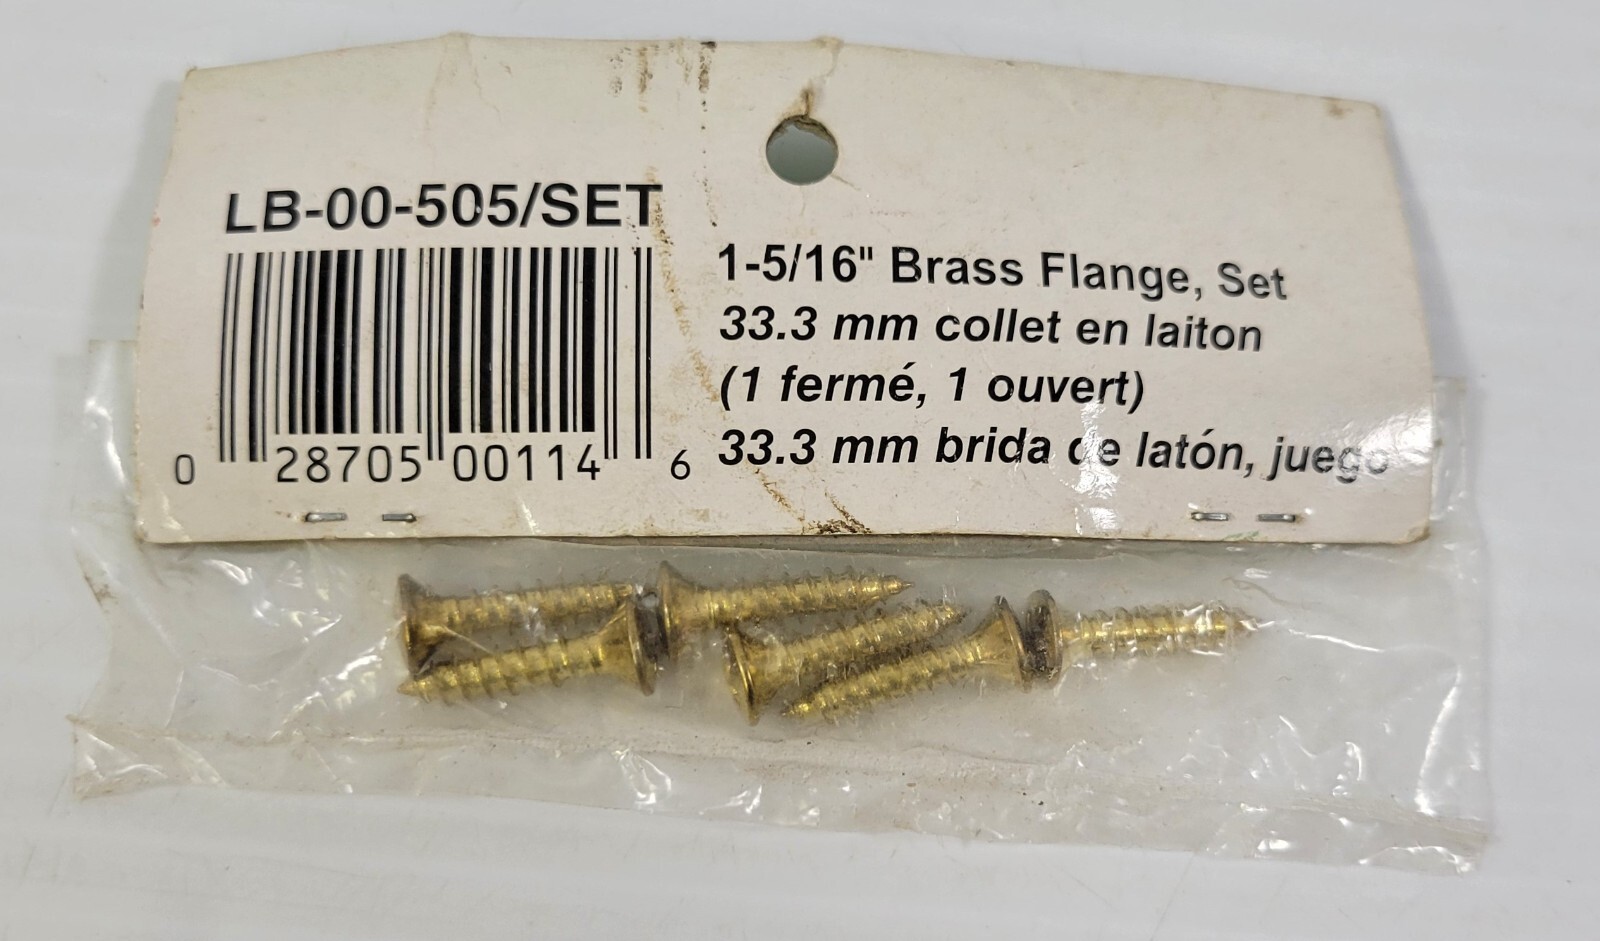 LB-00-505/SET
0 28705 00114 6
1-5/16" Brass Flange, Set
33.3 mm collet en laiton
(1 fermé, 1 ouvert)
33.3 mm brida de latón, juego